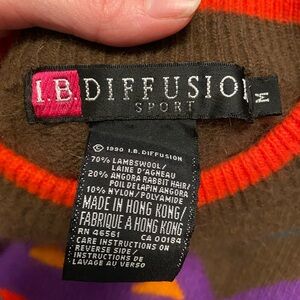 I.B. DIFFUSION
SPORT
M
© 1990 I.B. DIFFUSION
70% LAMBSWOOL/
LAINE D'AGNEAU
20% ANGORA RABBIT HAIR/
POIL DE LAPIN ANGORA
10% NYLON/POLYAMIDE
MADE IN HONG KONG/
FABRIQUE A HONG KONG
RN 46561 CA 00184
CARE INSTRUCTIONS ON
REVERSE SIDE/
INSTRUCTIONS DE
LAVAGE AU VERSO